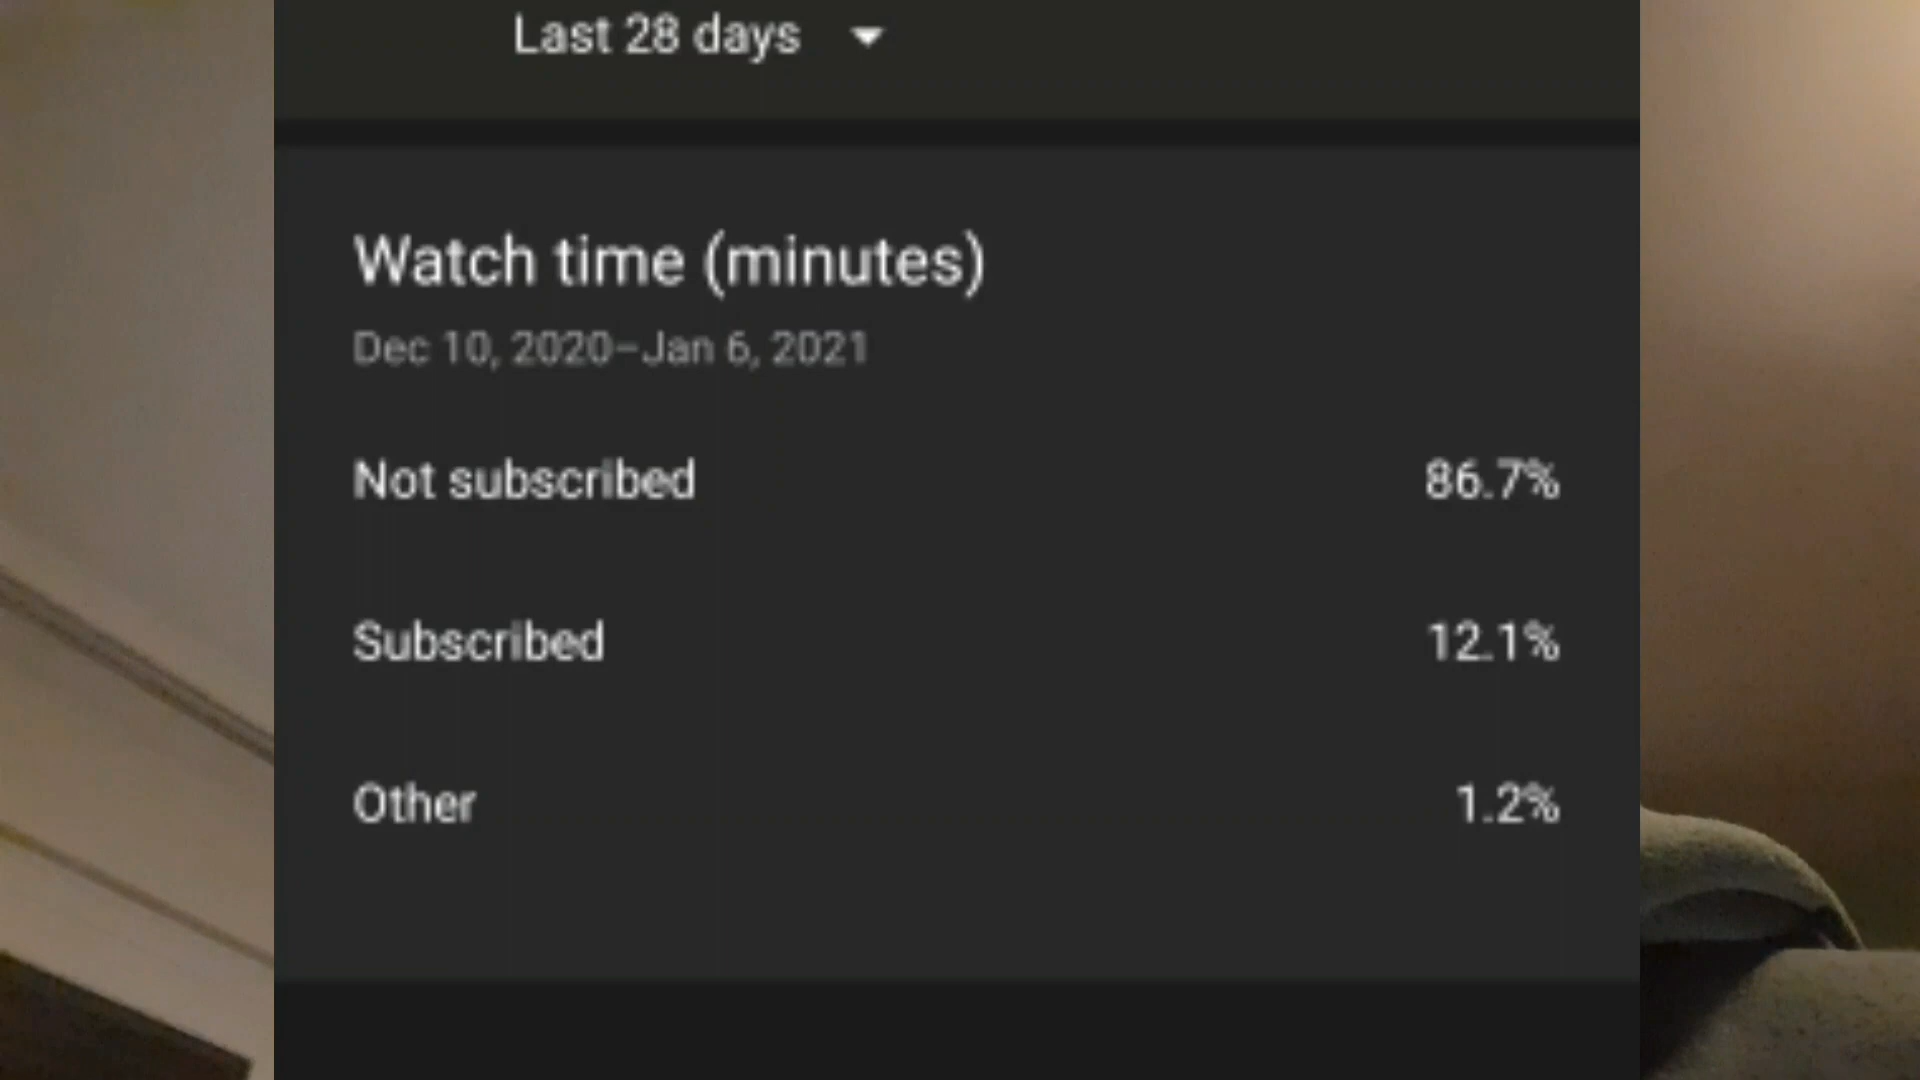 Last 28 days
Watch time (minutes)
Dec 10, 2020–Jan 6, 2021
Not subscribed 86.7%
Subscribed 12.1%
Other 1.2%